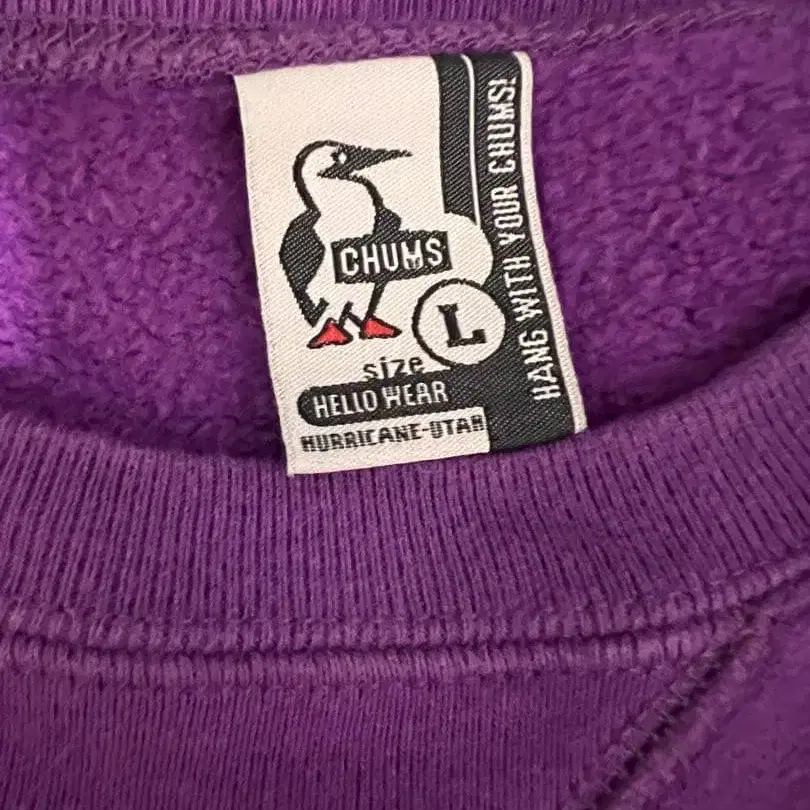 CHUMS
L
size
HELLO WEAR
HURRICANE-UTAH
HANG WITH YOUR CHUMS!